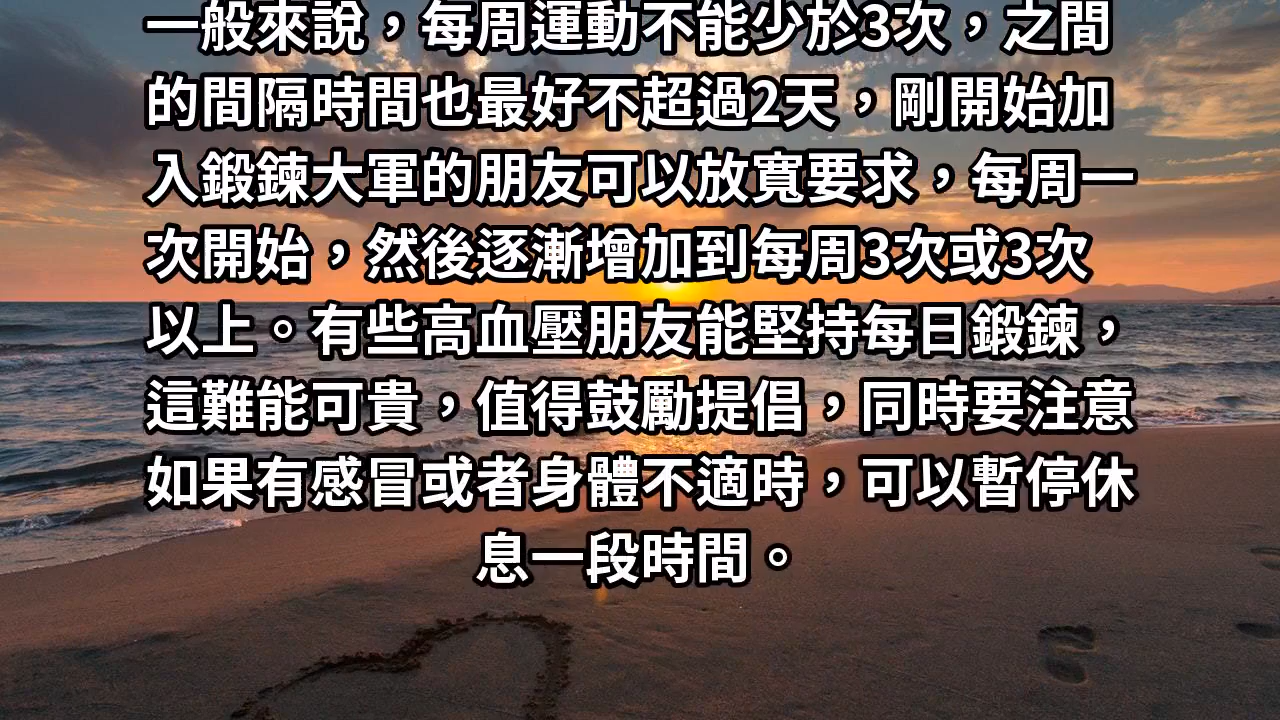 一般來說，每周運動不能少於3次，之間
的間隔時間也最好不超過2天，剛開始加
入鍛鍊大軍的朋友可以放寬要求，每周一
次開始，然後逐漸增加到每周3次或3次
以上。有些高血壓朋友能堅持每日鍛鍊，
這難能可貴，值得鼓勵提倡，同時要注意
如果有感冒或者身體不適時，可以暫停休
息一段時間。